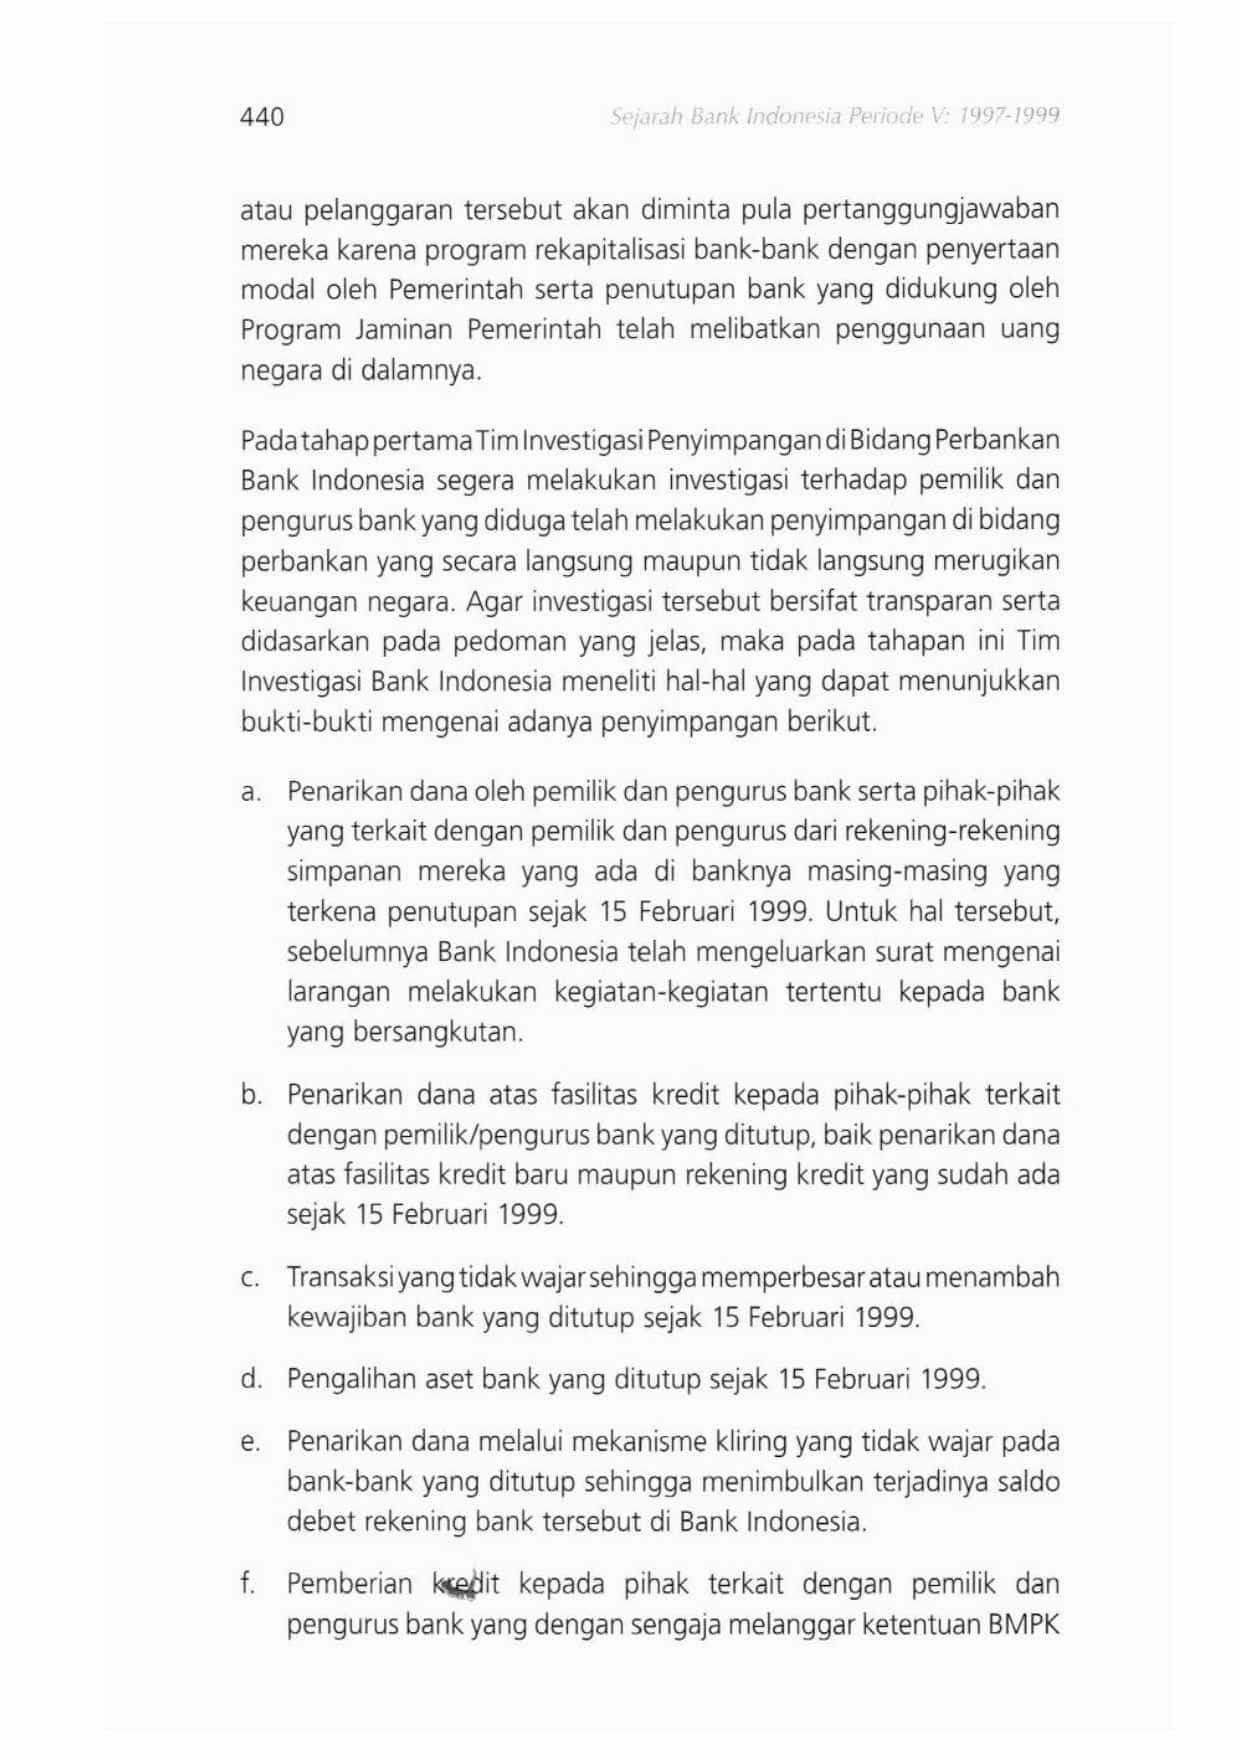 440
Sejarah Bank Indonesia Periode V: 1997-1999
atau pelanggaran tersebut akan diminta pula pertanggungjawaban
mereka karena program rekapitalisasi bank-bank dengan penyertaan
modal oleh Pemerintah serta penutupan bank yang didukung oleh
Program Jaminan Pemerintah telah melibatkan penggunaan uang
negara di dalamnya.
Pada tahap pertama Tim Investigasi Penyimpangan di Bidang Perbankan
Bank Indonesia segera melakukan investigasi terhadap pemilik dan
pengurus bank yang diduga telah melakukan penyimpangan di bidang
perbankan yang secara langsung maupun tidak langsung merugikan
keuangan negara. Agar investigasi tersebut bersifat transparan serta
didasarkan pada pedoman yang jelas, maka pada tahapan ini Tim
Investigasi Bank Indonesia meneliti hal-hal yang dapat menunjukkan
bukti-bukti mengenai adanya penyimpangan berikut.
a. Penarikan dana oleh pemilik dan pengurus bank serta pihak-pihak
yang terkait dengan pemilik dan pengurus dari rekening-rekening
simpanan mereka yang ada di banknya masing-masing yang
terkena penutupan sejak 15 Februari 1999. Untuk hal tersebut,
sebelumnya Bank Indonesia telah mengeluarkan surat mengenai
larangan melakukan kegiatan-kegiatan tertentu kepada bank
yang bersangkutan.
b. Penarikan dana atas fasilitas kredit kepada pihak-pihak terkait
dengan pemilik/pengurus bank yang ditutup, baik penarikan dana
atas fasilitas kredit baru maupun rekening kredit yang sudah ada
sejak 15 Februari 1999.
c. Transaksi yang tidak wajar sehingga memperbesar atau menambah
kewajiban bank yang ditutup sejak 15 Februari 1999.
d. Pengalihan aset bank yang ditutup sejak 15 Februari 1999.
e. Penarikan dana melalui mekanisme kliring yang tidak wajar pada
bank-bank yang ditutup sehingga menimbulkan terjadinya saldo
debet rekening bank tersebut di Bank Indonesia.
f. Pemberian kredit kepada pihak terkait dengan pemilik dan
pengurus bank yang dengan sengaja melanggar ketentuan BMPK